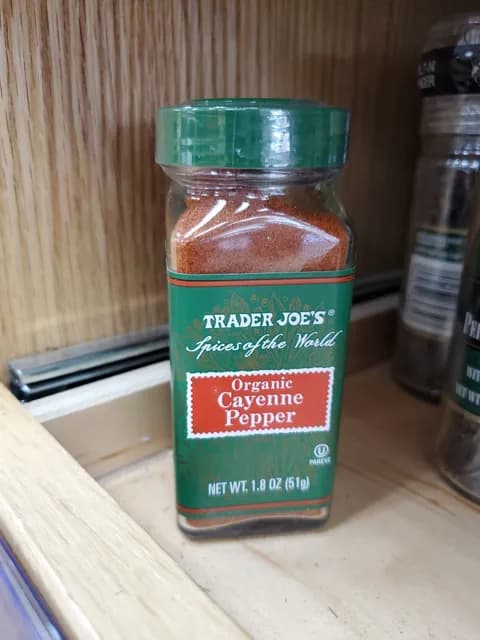 TRADER JOE'S®
Spices of the World
Organic
Cayenne
Pepper
U
PAREVE
NET WT. 1.8 OZ (51g)